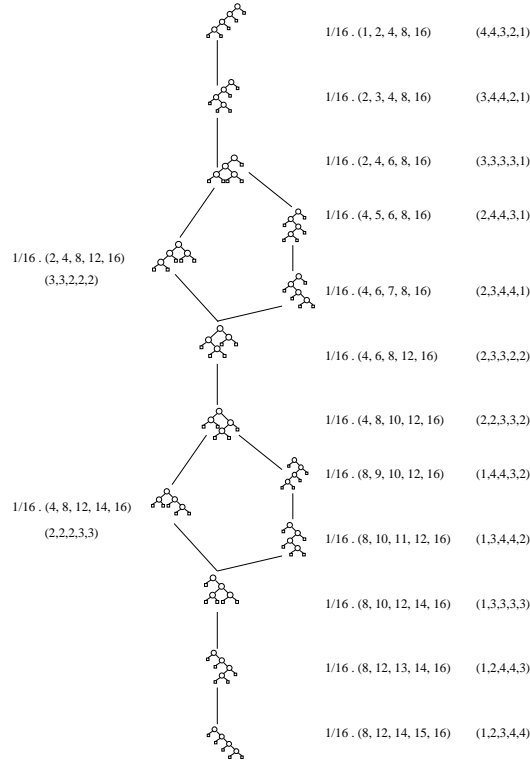 1/16 . (1, 2, 4, 8, 16) (4,4,3,2,1)
1/16 . (2, 3, 4, 8, 16) (3,4,4,2,1)
1/16 . (2, 4, 6, 8, 16) (3,3,3,3,1)
1/16 . (4, 5, 6, 8, 16) (2,4,4,3,1)
1/16 . (2, 4, 8, 12, 16)
(3,3,2,2,2)
1/16 . (4, 6, 7, 8, 16) (2,3,4,4,1)
1/16 . (4, 6, 8, 12, 16) (2,3,3,2,2)
1/16 . (4, 8, 10, 12, 16) (2,2,3,3,2)
1/16 . (8, 9, 10, 12, 16) (1,4,4,3,2)
1/16 . (4, 8, 12, 14, 16)
(2,2,2,3,3)
1/16 . (8, 10, 11, 12, 16) (1,3,4,4,2)
1/16 . (8, 10, 12, 14, 16) (1,3,3,3,3)
1/16 . (8, 12, 13, 14, 16) (1,2,4,4,3)
1/16 . (8, 12, 14, 15, 16) (1,2,3,4,4)